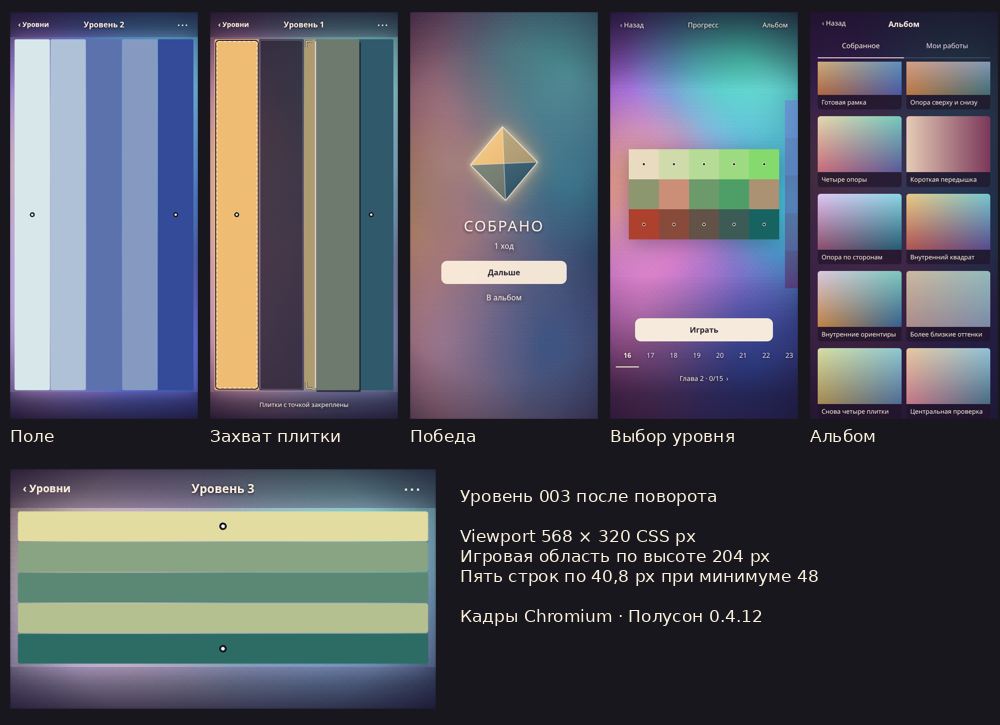 ‹ Уровни Уровень 2 ...
‹ Уровни Уровень 1 ...
Плитки с точкой закреплены
СОБРАНО
1 ход
Дальше
В альбом
‹ Назад Прогресс Альбом
Играть
16 17 18 19 20 21 22 23
Глава 2 · 0/15 ›
‹ Назад Альбом
Собранное Мои работы
Готовая рамка Опора сверху и снизу
Четыре опоры Короткая передышка
Опора по сторонам Внутренний квадрат
Внутренние ориентиры Более близкие оттенки
Снова четыре плитки Центральная проверка
Поле Захват плитки Победа Выбор уровня Альбом
‹ Уровни Уровень 3 ...
Уровень 003 после поворота
Viewport 568 × 320 CSS px
Игровая область по высоте 204 px
Пять строк по 40,8 px при минимуме 48
Кадры Chromium · Полусон 0.4.12